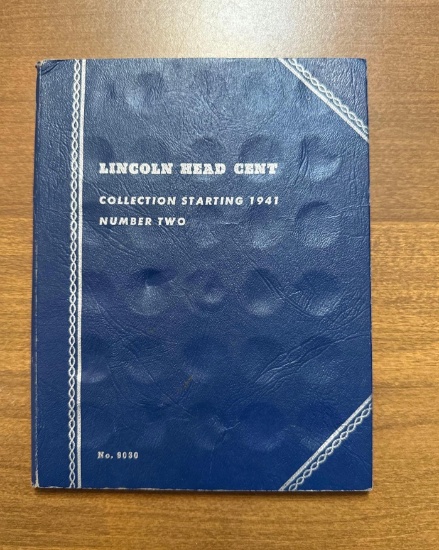 LINCOLN HEAD CENT
COLLECTION STARTING 1941
NUMBER TWO
No. 9030